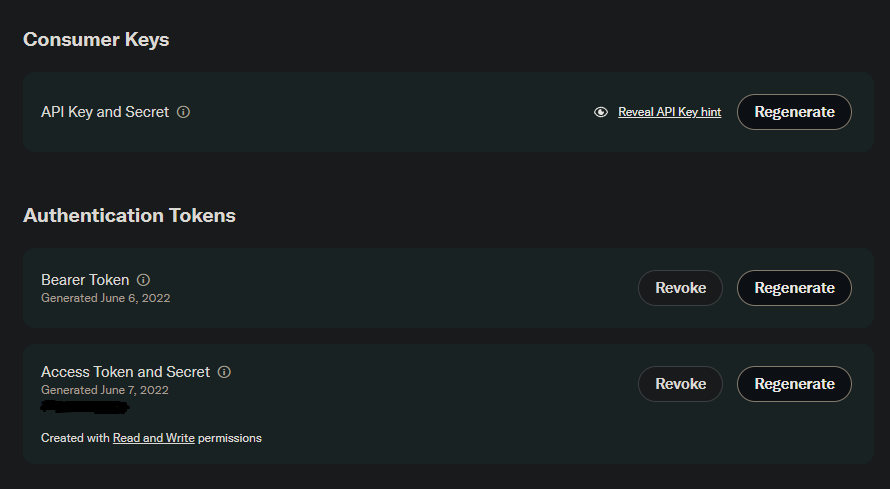 Consumer Keys
API Key and Secret
Reveal API Key hint
Regenerate
Authentication Tokens
Bearer Token
Generated June 6, 2022
Revoke
Regenerate
Access Token and Secret
Generated June 7, 2022
Revoke
Regenerate
Created with Read and Write permissions